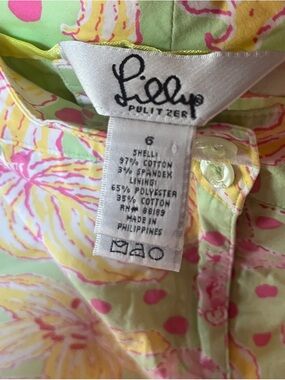 Lilly
PULITZER
6
SHELL:
97% COTTON
3% SPANDEX
LINING:
65% POLYESTER
35% COTTON
RN# 88189
MADE IN
PHILIPPINES